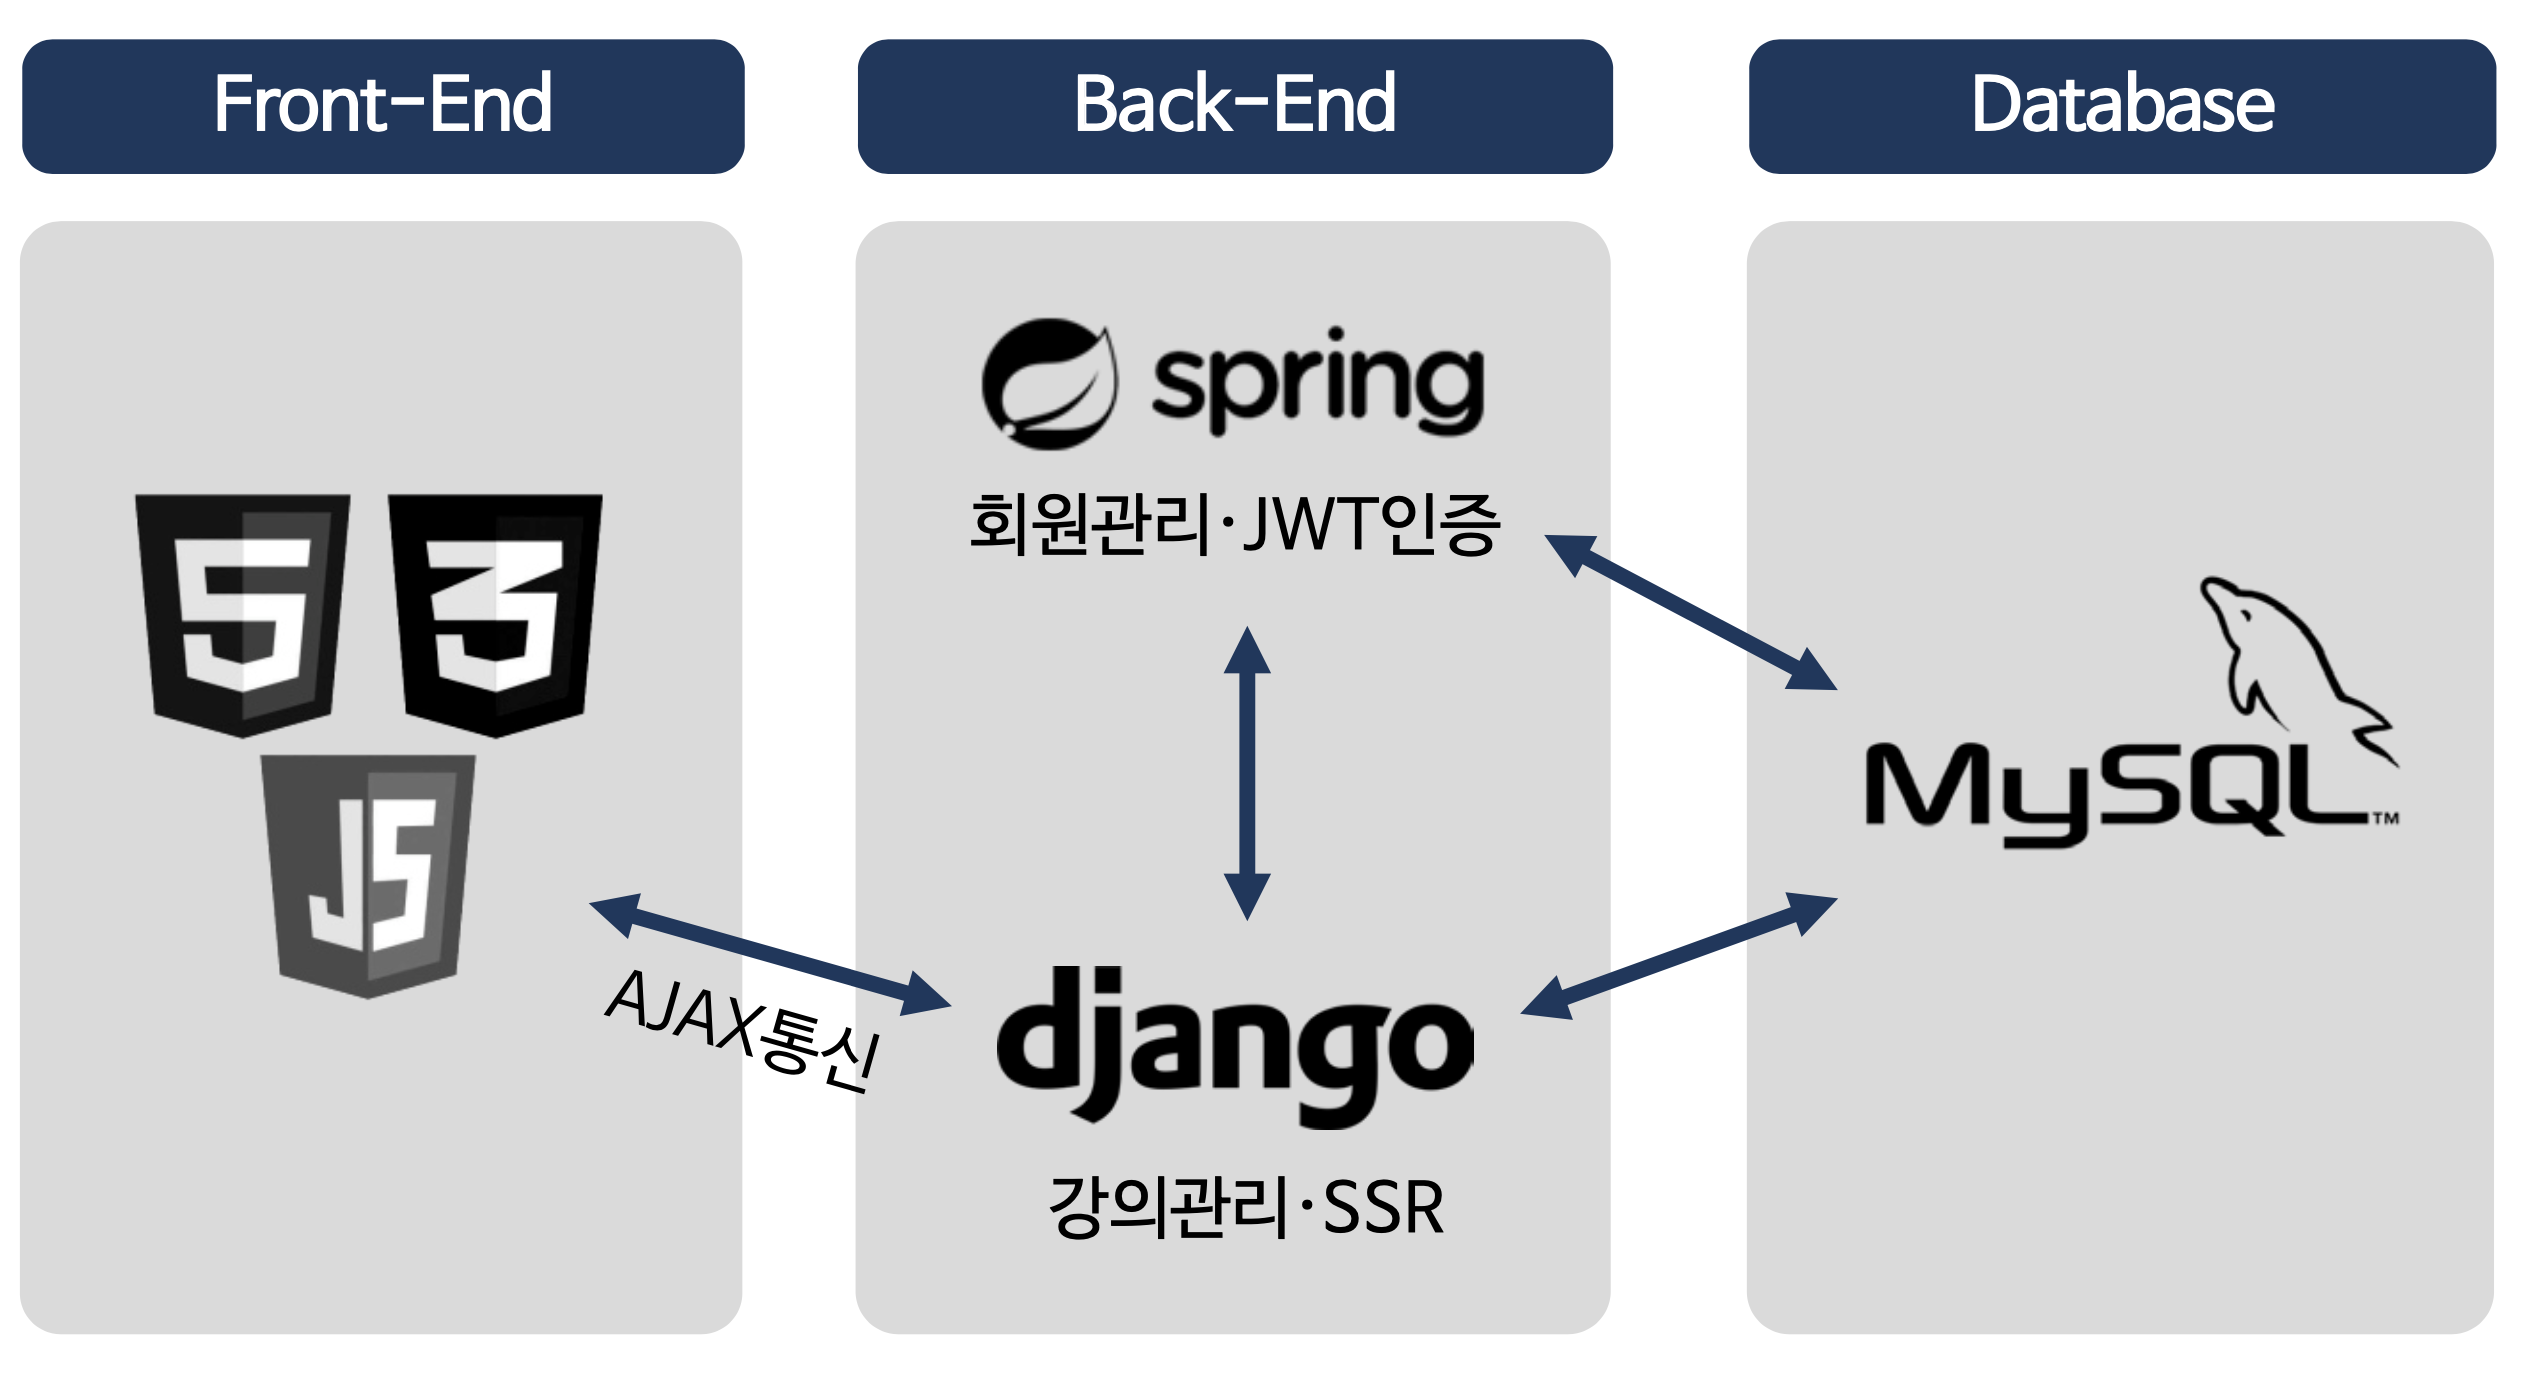 Front-End
Back-End
Database
spring
회원관리·JWT인증
5
3
JS
MySQL™
AJAX통신
django
강의관리·SSR